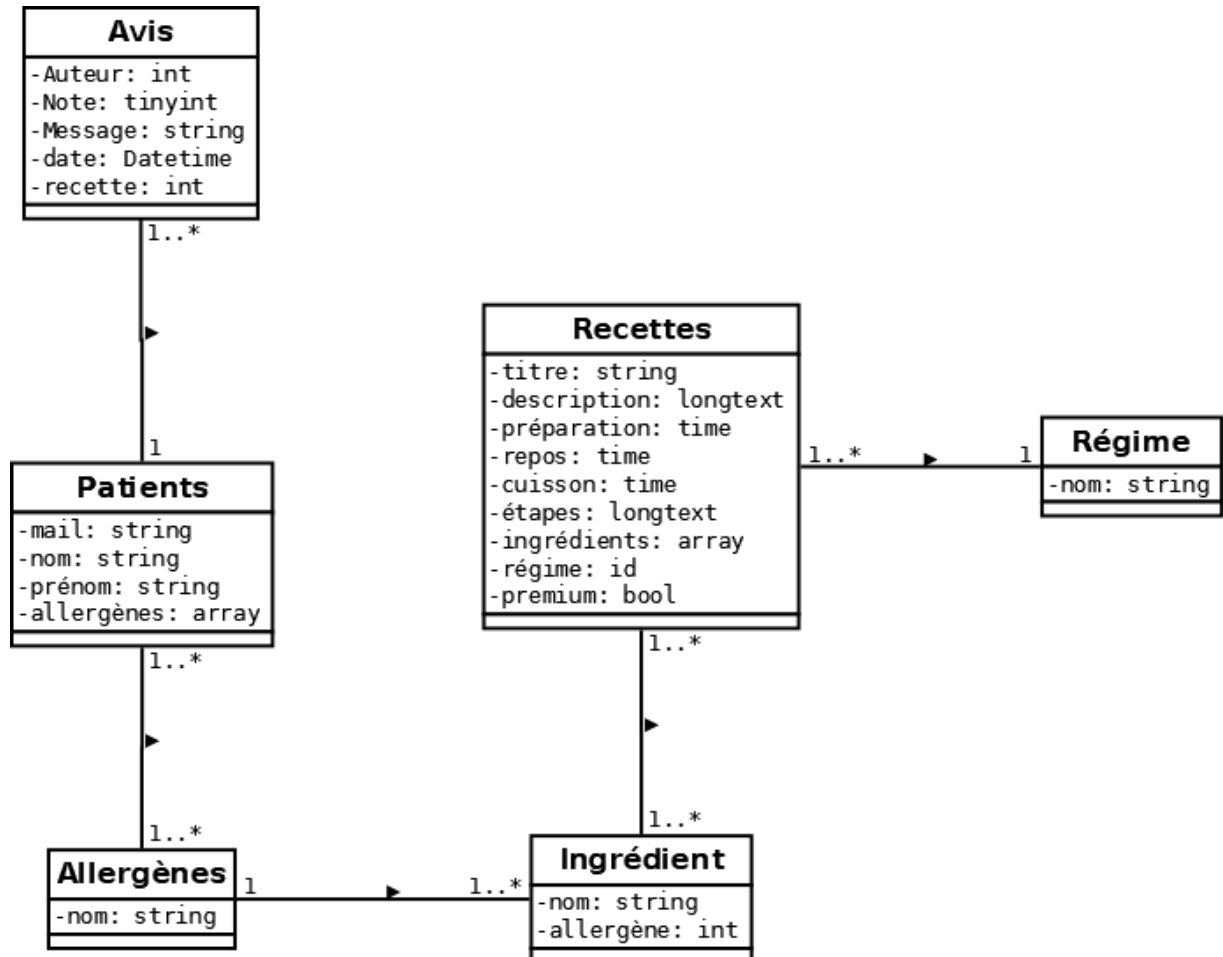 Avis
-Auteur: int
-Note: tinyint
-Message: string
-date: Datetime
-recette: int
1..*
1
Patients
-mail: string
-nom: string
-prénom: string
-allergènes: array
1..*
1..*
Allergènes
-nom: string
1
1..*
Recettes
-titre: string
-description: longtext
-préparation: time
-repos: time
-cuisson: time
-étapes: longtext
-ingrédients: array
-régime: id
-premium: bool
1..*
1
Régime
-nom: string
1..*
1..*
Ingrédient
-nom: string
-allergène: int